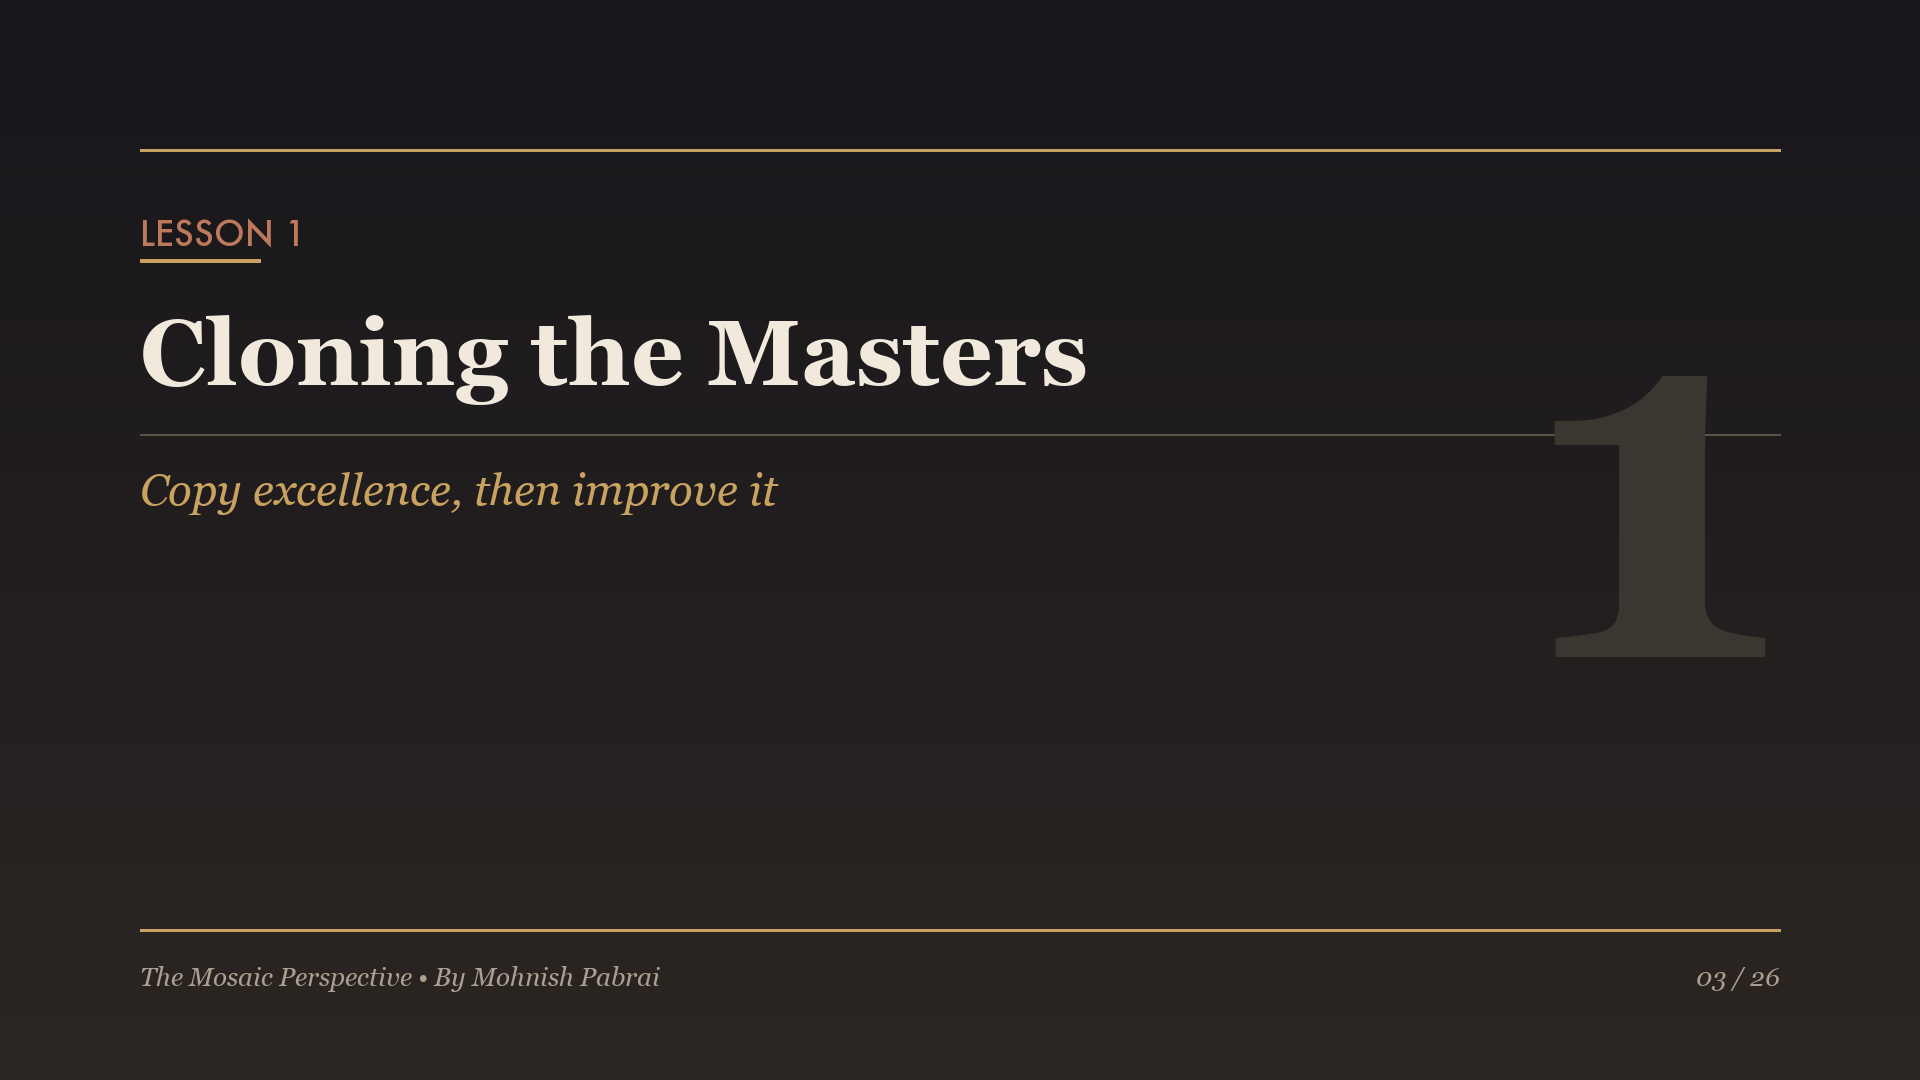 LESSON 1
Cloning the Masters
1
Copy excellence, then improve it
The Mosaic Perspective • By Mohnish Pabrai
03 / 26